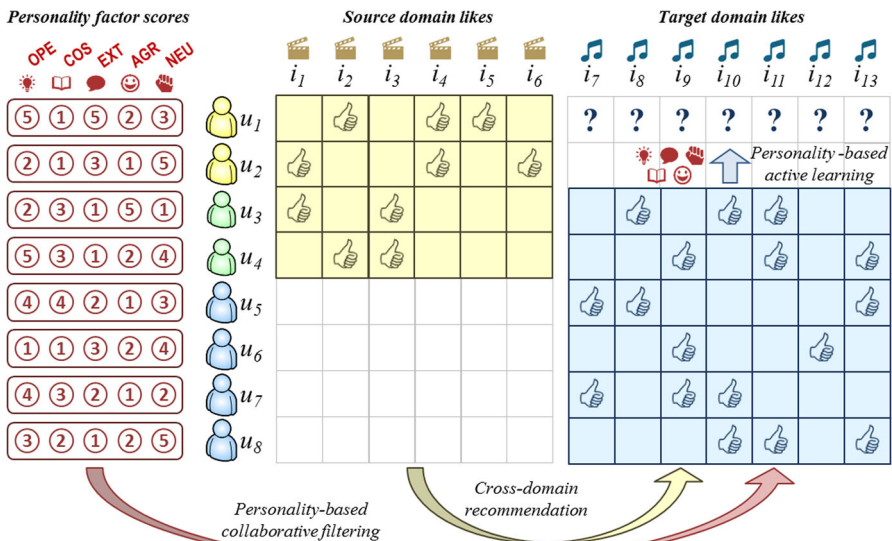 Personality factor scores
Source domain likes
Target domain likes
OPE COS EXT AGR NEU
i1 i2 i3 i4 i5 i6 i7 i8 i9 i10 i11 i12 i13
5 1 5 2 3 u1 ? ? ? ? ? ? ?
2 1 3 1 5 u2
Personality-based
active learning
2 3 1 5 1 u3
5 3 1 2 4 u4
4 4 2 1 3 u5
1 1 3 2 4 u6
4 3 2 1 2 u7
3 2 1 2 5 u8
Personality-based
collaborative filtering
Cross-domain
recommendation